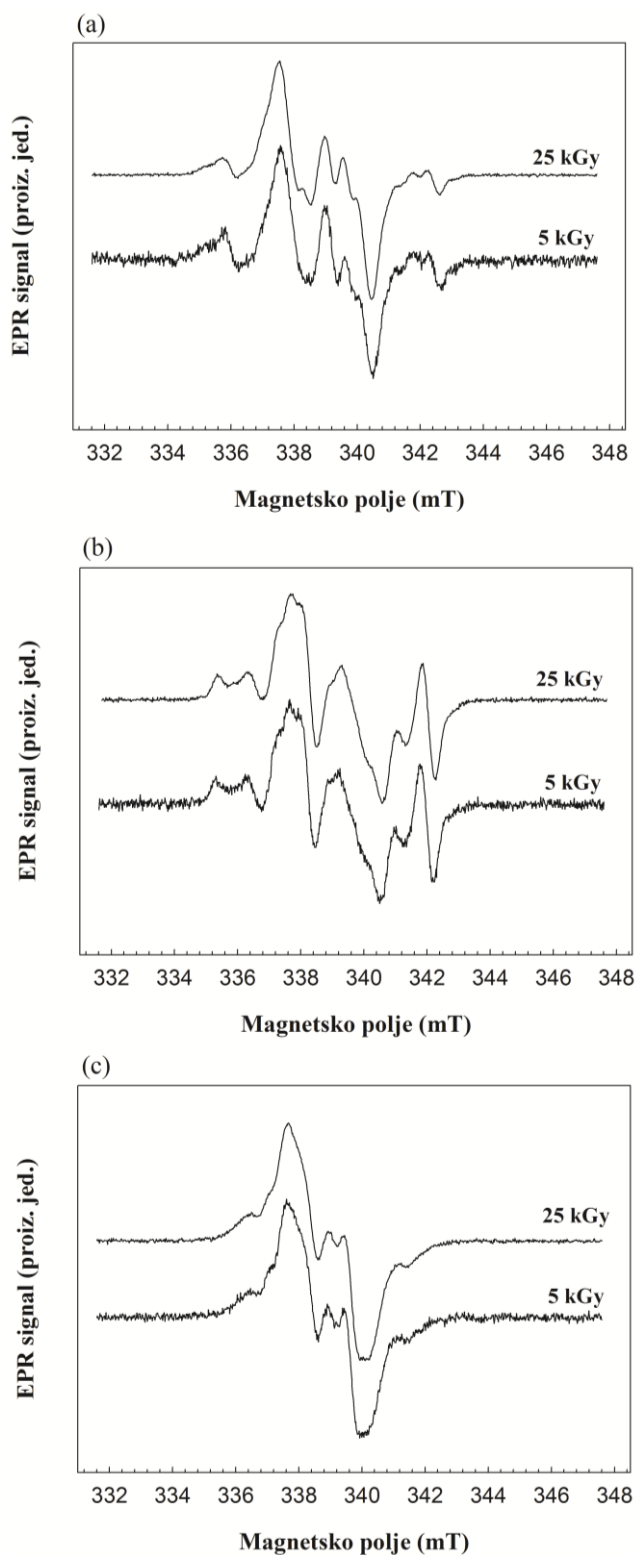 (a)
EPR signal (proiz. jed.)
25 kGy
5 kGy
332 334 336 338 340 342 344 346 348
Magnetsko polje (mT)
(b)
EPR signal (proiz. jed.)
25 kGy
5 kGy
332 334 336 338 340 342 344 346 348
Magnetsko polje (mT)
(c)
EPR signal (proiz. jed.)
25 kGy
5 kGy
332 334 336 338 340 342 344 346 348
Magnetsko polje (mT)